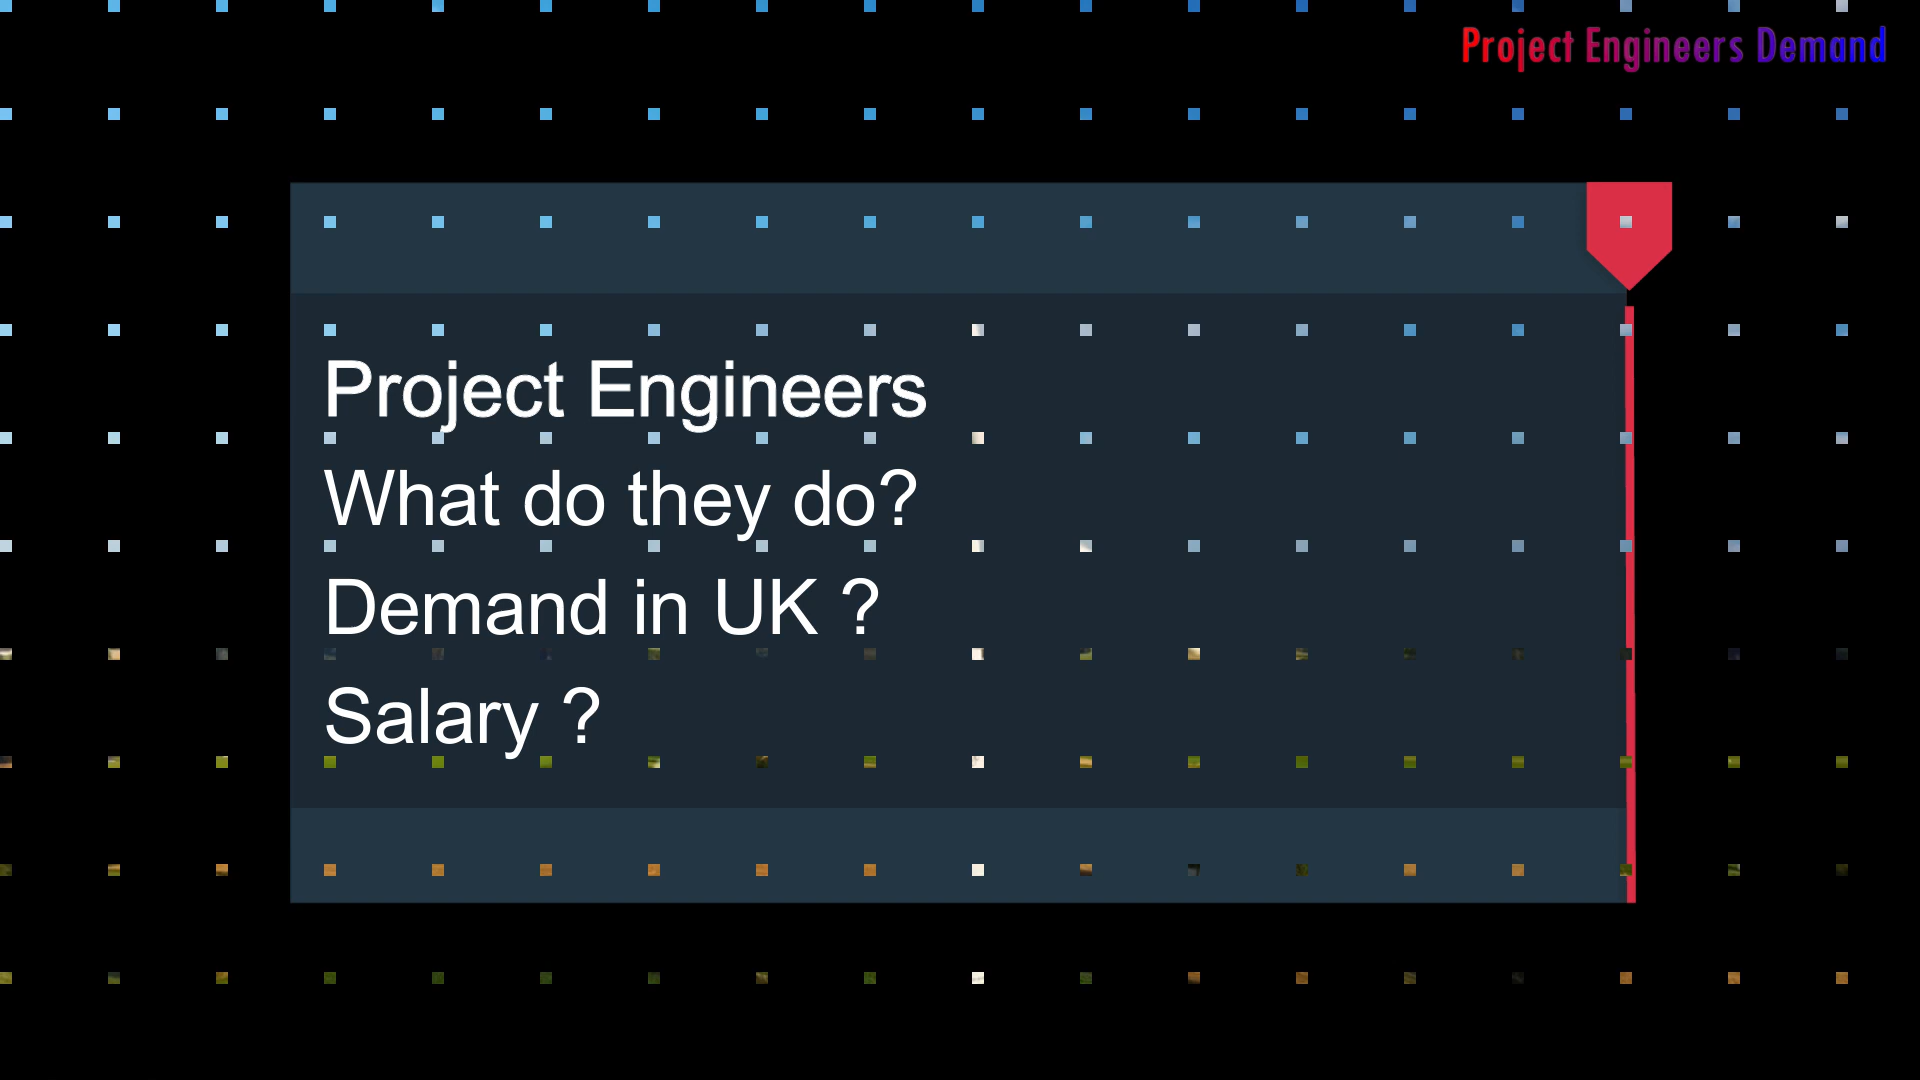 Project Engineers Demand
Project Engineers
What do they do?
Demand in UK ?
Salary ?